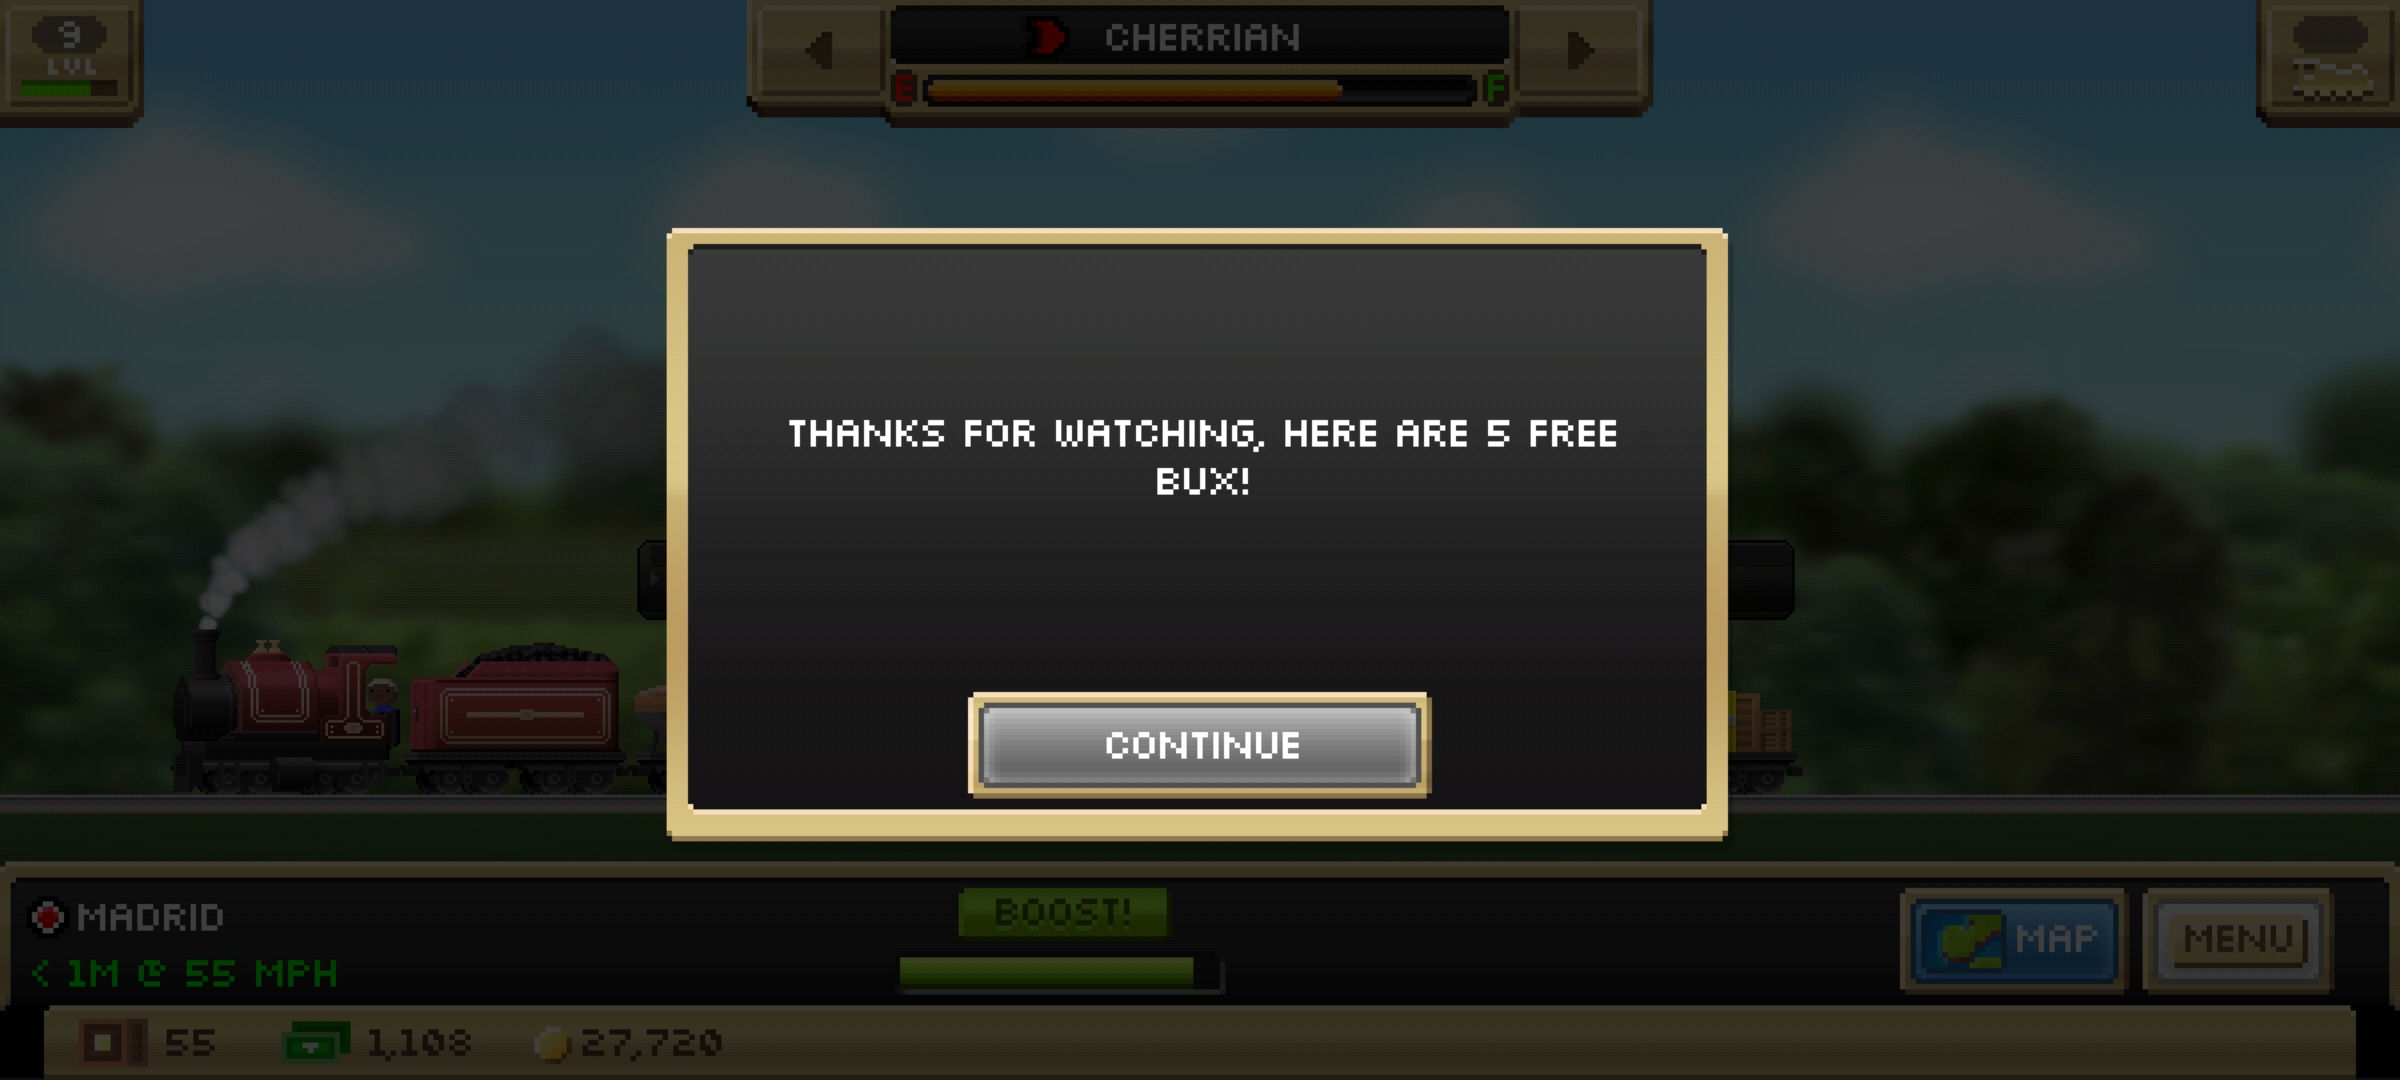 9
LVL
CHERRIAN
E
F
THANKS FOR WATCHING, HERE ARE 5 FREE
BUX!
CONTINUE
MADRID
< 1M @ 55 MPH
BOOST!
MAP
MENU
55
1,108
27,720